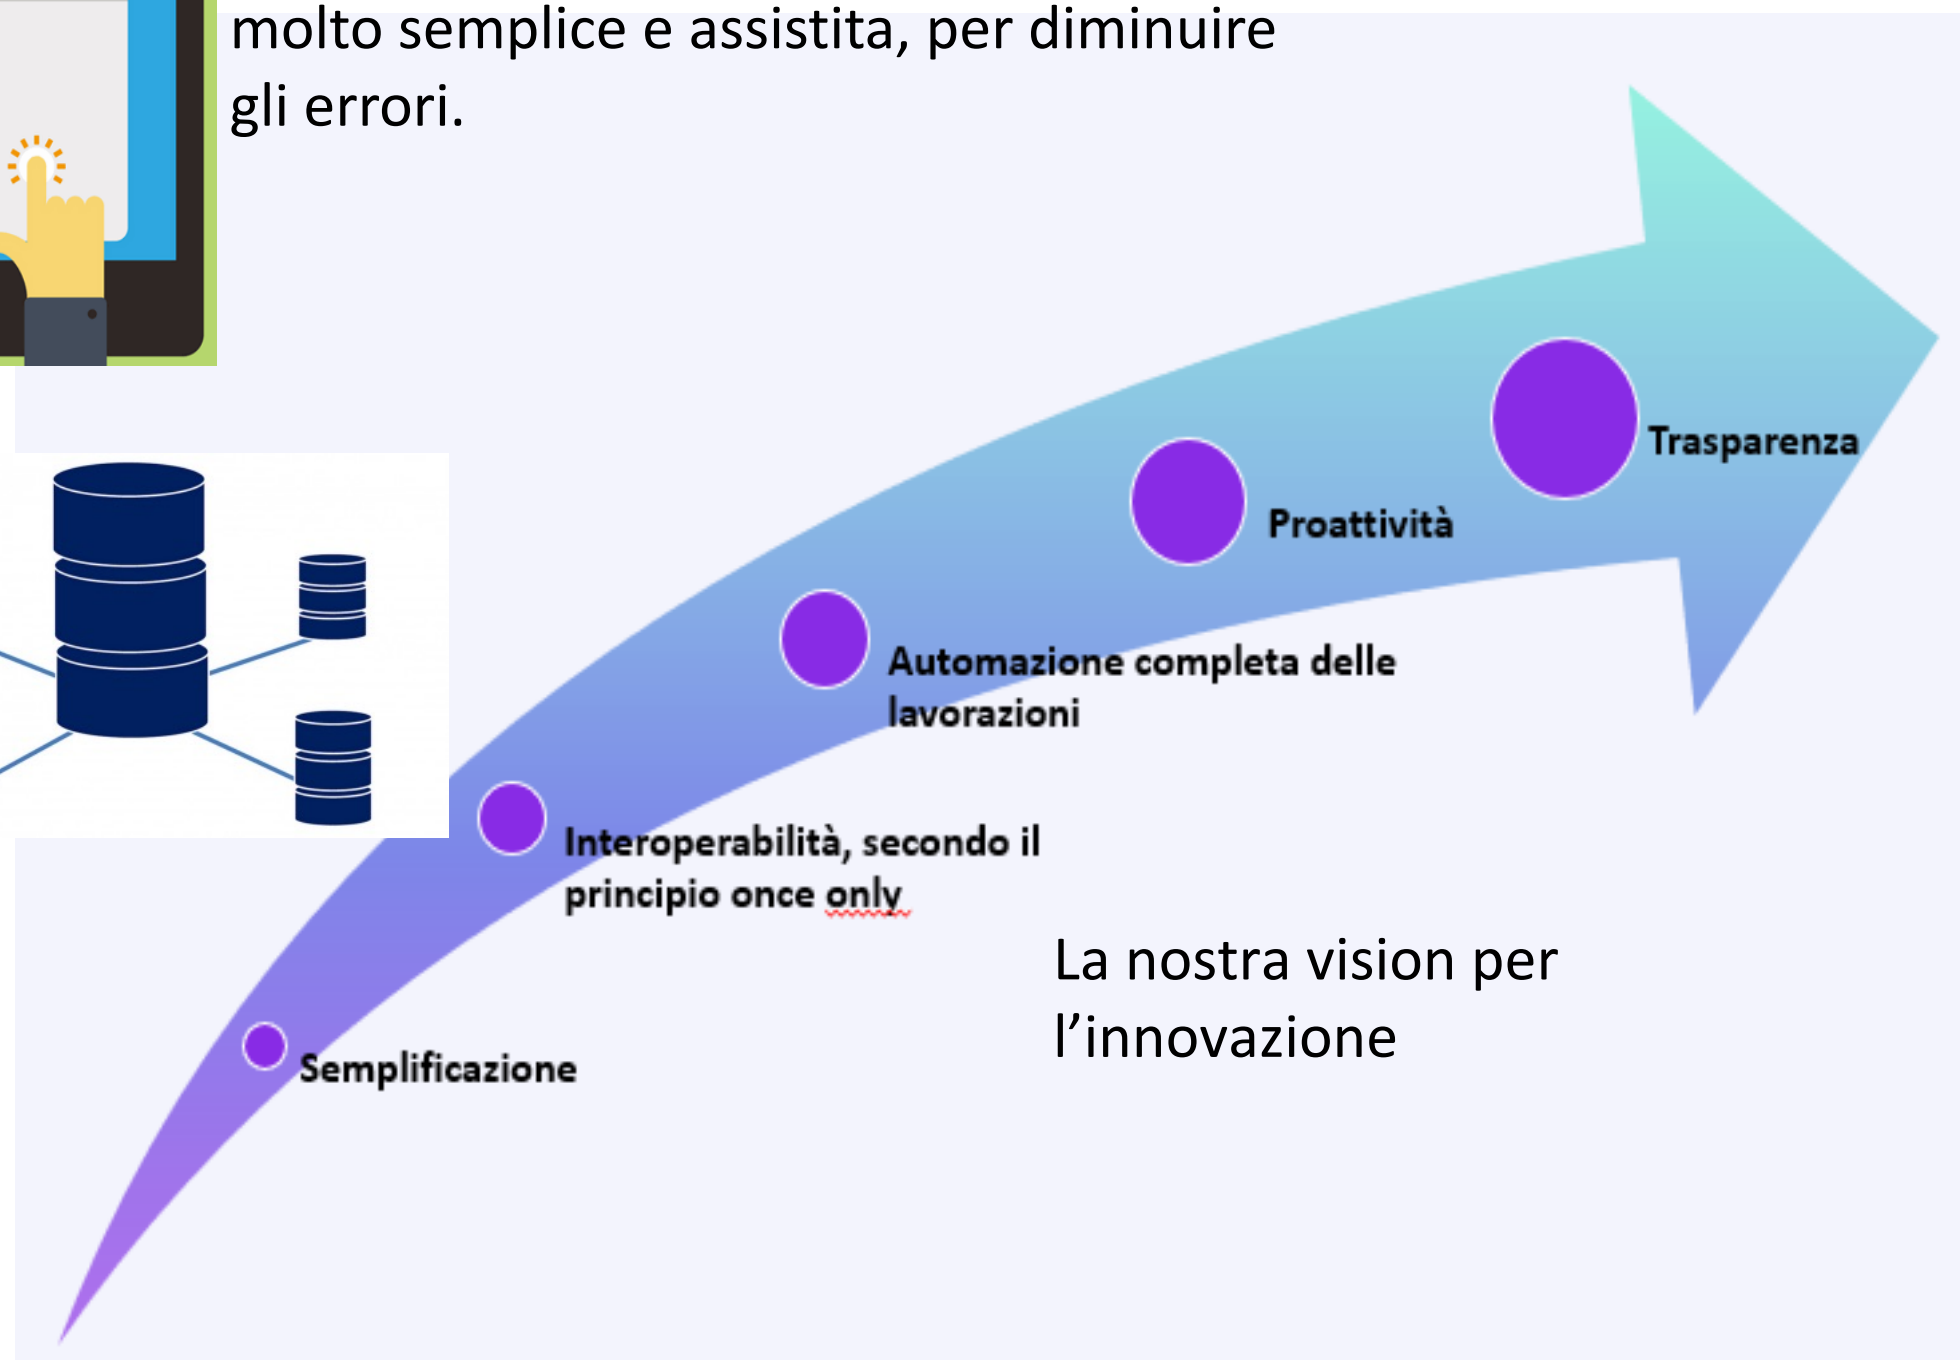 molto semplice e assistita, per diminuire
gli errori.
Trasparenza
Proattività
Automazione completa delle
lavorazioni
Interoperabilità, secondo il
principio once only
La nostra vision per
l’innovazione
Semplificazione